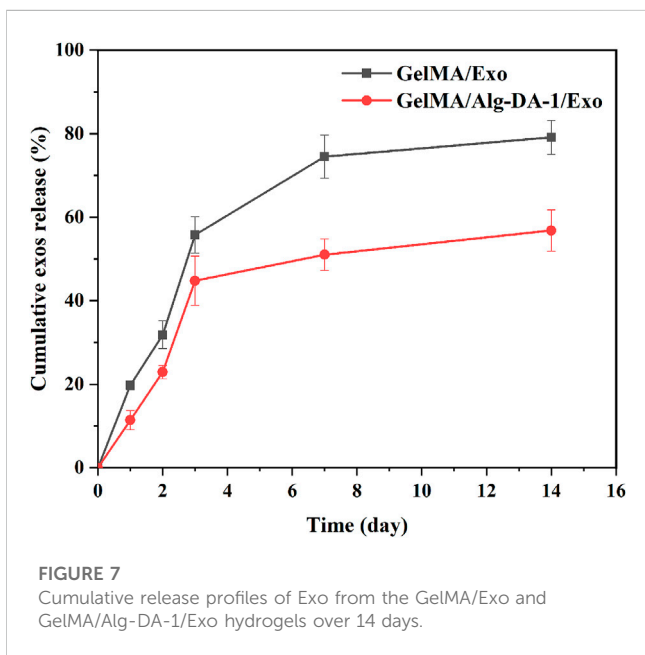 100
80
60
40
20
0
Cumulative exos release (%)
GelMA/Exo
GelMA/Alg-DA-1/Exo
0 2 4 6 8 10 12 14 16
Time (day)
FIGURE 7
Cumulative release profiles of Exo from the GelMA/Exo and
GelMA/Alg-DA-1/Exo hydrogels over 14 days.